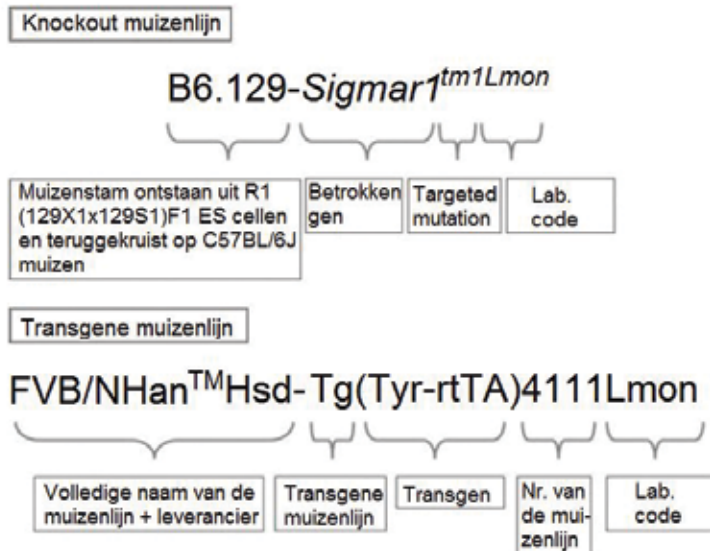 Knockout muizenlijn
B6.129-Sigmar1tm1Lmon
Muizenstam ontstaan uit R1
(129X1x129S1)F1 ES cellen
en teruggekruist op C57BL/6J
muizen
Betrokken
gen
Targeted
mutation
Lab.
code
Transgene muizenlijn
FVB/NHan™Hsd-Tg(Tyr-rtTA)4111Lmon
Volledige naam van de
muizenlijn + leverancier
Transgene
muizenlijn
Transgen
Nr. van
de mui-
zenlijn
Lab.
code